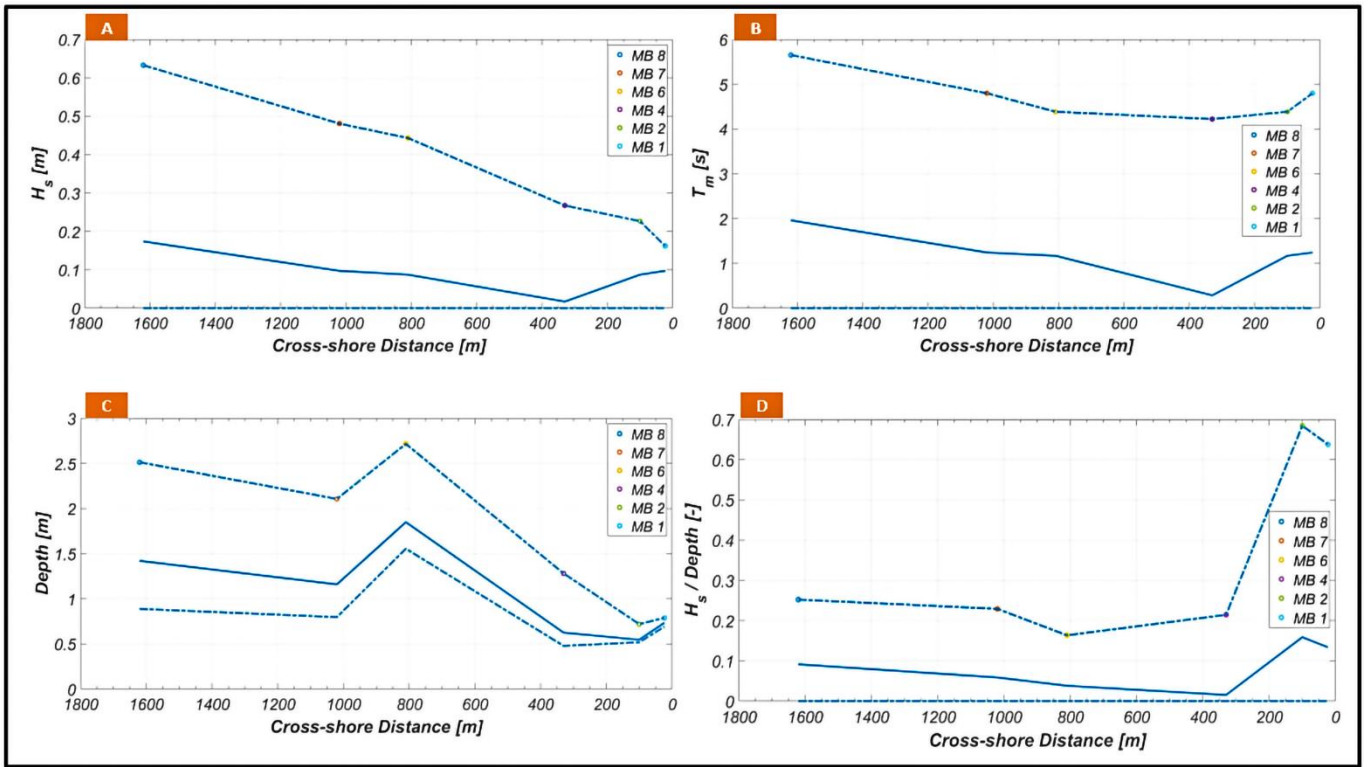 A
0.7
0.6
0.5
0.4
0.3
0.2
0.1
0
H_s [m]
1800 1600 1400 1200 1000 800 600 400 200 0
Cross-shore Distance [m]
MB 8
MB 7
MB 6
MB 4
MB 2
MB 1
B
6
5
4
3
2
1
0
T_m [s]
1800 1600 1400 1200 1000 800 600 400 200 0
Cross-shore Distance [m]
MB 8
MB 7
MB 6
MB 4
MB 2
MB 1
C
3
2.5
2
1.5
1
0.5
0
Depth [m]
1800 1600 1400 1200 1000 800 600 400 200 0
Cross-shore Distance [m]
MB 8
MB 7
MB 6
MB 4
MB 2
MB 1
D
0.7
0.6
0.5
0.4
0.3
0.2
0.1
0
H_s / Depth [-]
1800 1600 1400 1200 1000 800 600 400 200 0
Cross-shore Distance [m]
MB 8
MB 7
MB 6
MB 4
MB 2
MB 1